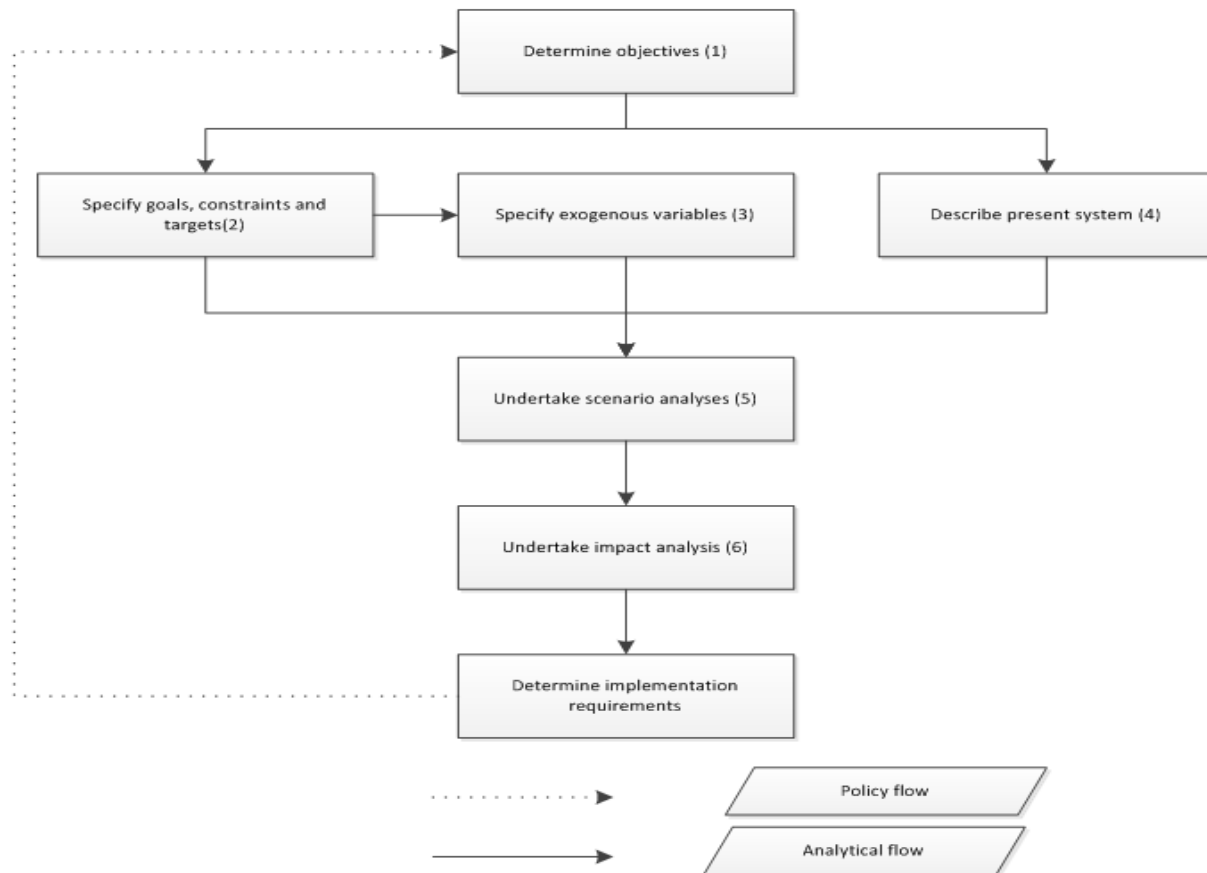 Determine objectives (1)
Specify goals, constraints and
targets(2)
Specify exogenous variables (3)
Describe present system (4)
Undertake scenario analyses (5)
Undertake impact analysis (6)
Determine implementation
requirements
Policy flow
Analytical flow